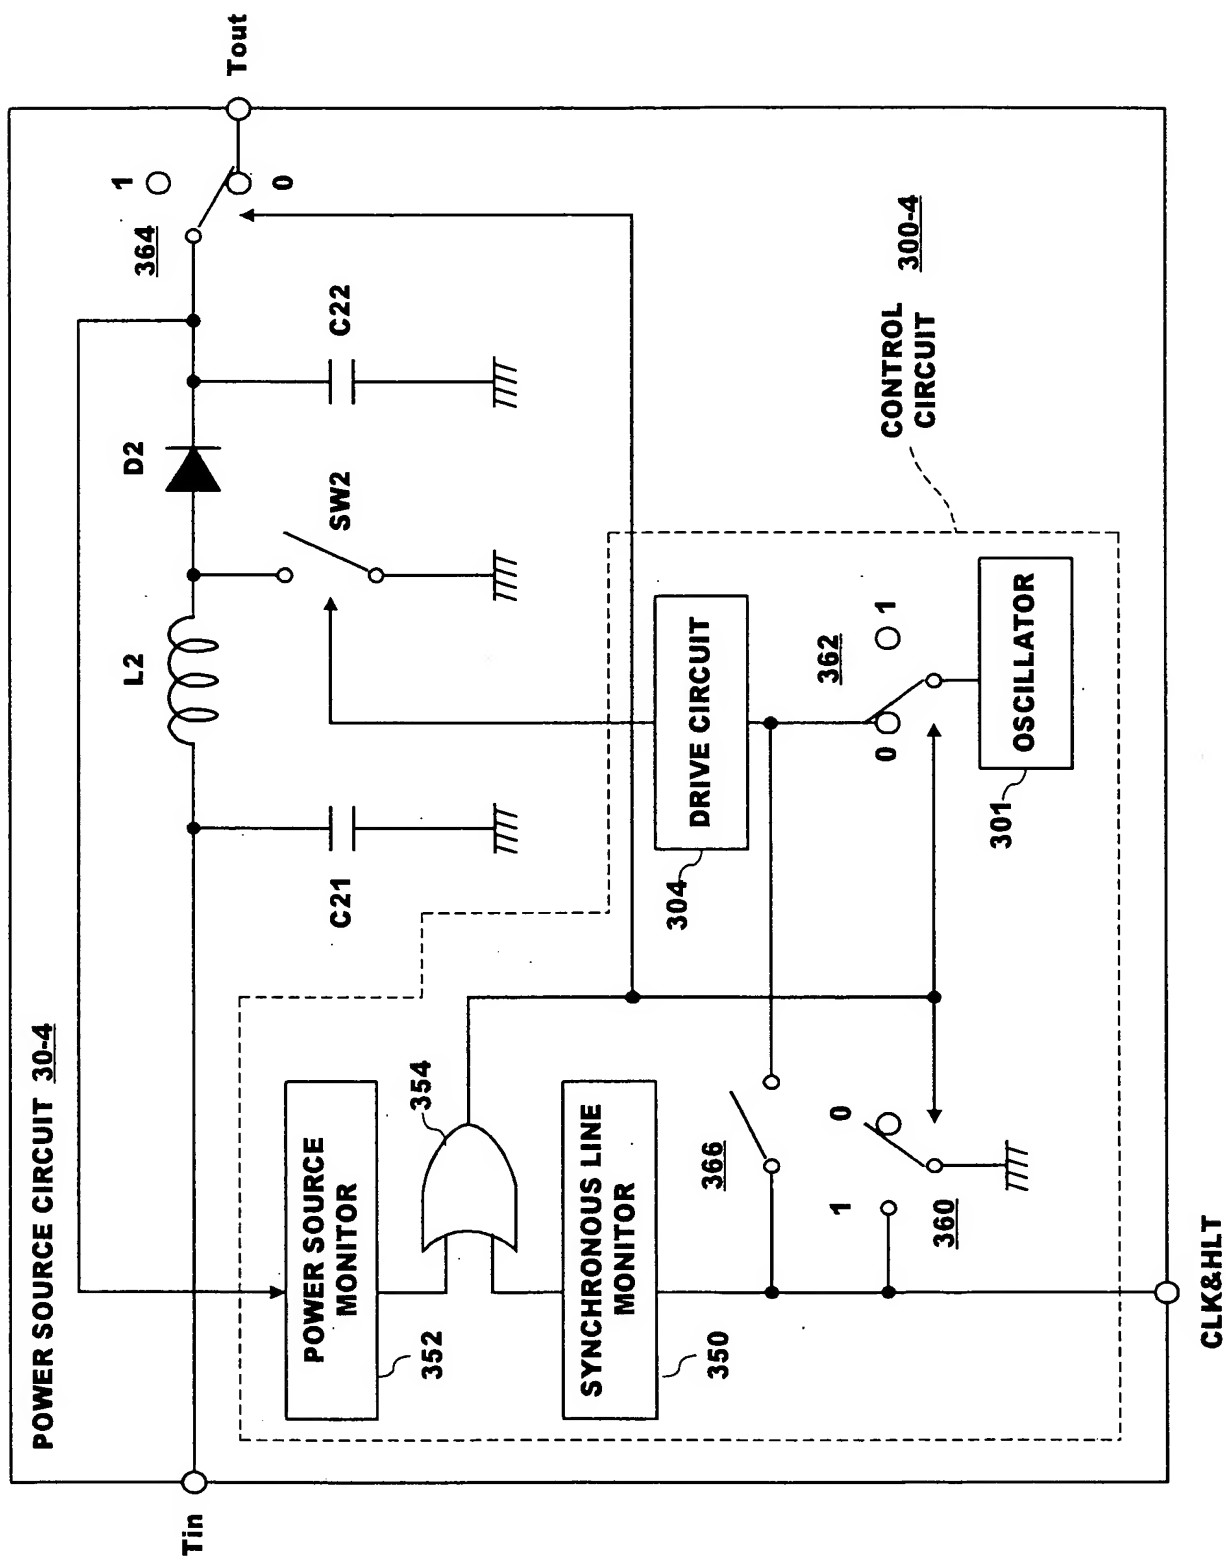 POWER SOURCE CIRCUIT 30-4
Tin
Tout
L2
D2
364
1
0
C21
SW2
C22
POWER SOURCE
MONITOR
352
354
SYNCHRONOUS LINE
MONITOR
350
366
1
0
360
DRIVE CIRCUIT
304
362
0
1
OSCILLATOR
301
CONTROL
CIRCUIT
300-4
CLK&HLT